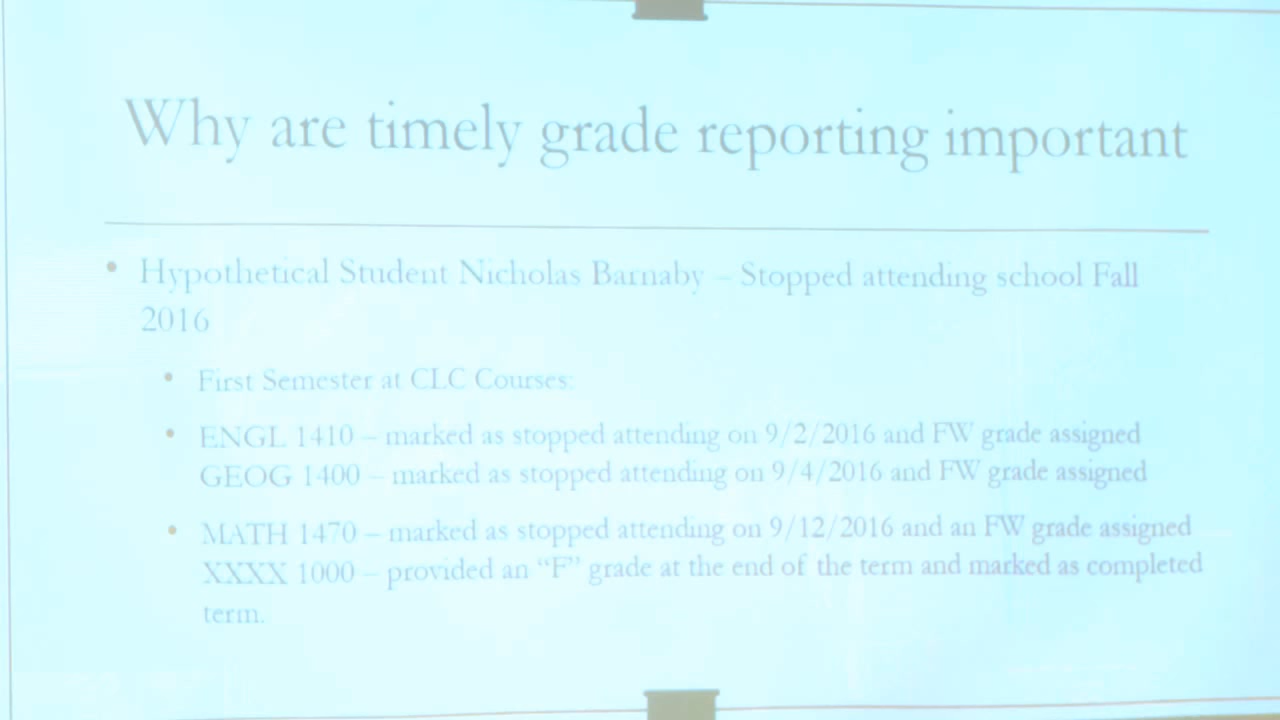 Why are timely grade reporting important
• Hypothetical Student Nicholas Barnaby – Stopped attending school Fall
2016
• First Semester at CLC Courses:
• ENGL 1410 – marked as stopped attending on 9/2/2016 and FW grade assigned
GEOG 1400 – marked as stopped attending on 9/4/2016 and FW grade assigned
• MATH 1470 – marked as stopped attending on 9/12/2016 and an FW grade assigned
XXXX 1000 – provided an “F” grade at the end of the term and marked as completed
term.